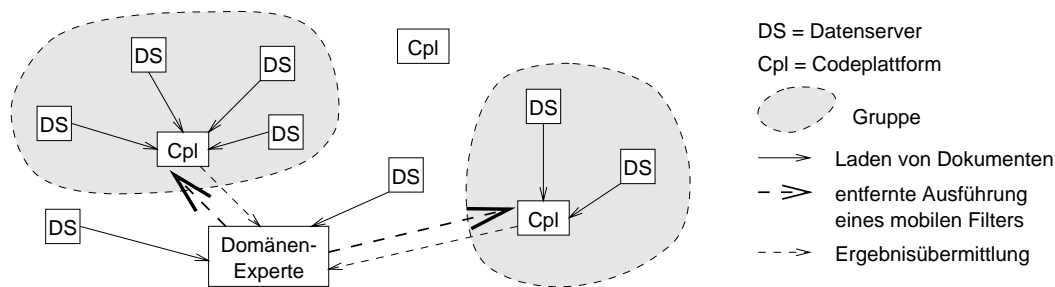 DS
DS
DS
DS
Cpl
Cpl
DS
DS
Cpl
DS
DS
Domänen-
Experte
DS = Datenserver
Cpl = Codeplattform
Gruppe
Laden von Dokumenten
entfernte Ausführung
eines mobilen Filters
Ergebnisübermittlung